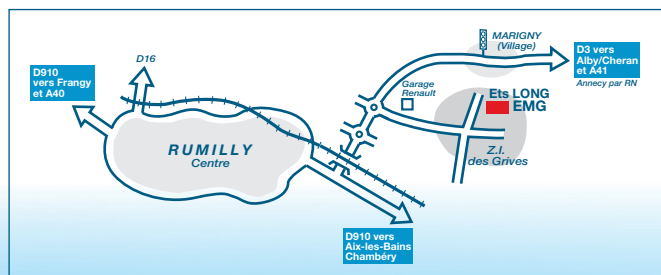 D910
vers Frangy
et A40
D16
RUMILLY
Centre
D910 vers
Aix-les-Bains
Chambéry
Garage
Renault
MARIGNY
(Village)
Ets LONG
EMG
Z.I.
des Grives
D3 vers
Alby/Cheran
et A41
Annecy par RN